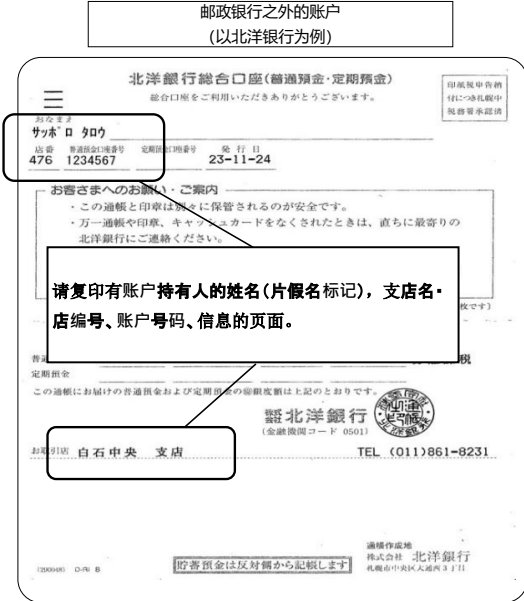 邮政银行之外的账户
(以北洋银行为例)
北洋銀行総合口座(普通預金·定期預金)
総合口座をご利用いただきありがとうございます。
印紙税申告納
付につき札幌中
税務署承認済
おなまえ
サッポロ タロウ
店番 普通預金口座番号 定期預金口座番号 発行日
476 1234567 23-11-24
お客さまへのお願い・ご案内
・この通帳と印章は別々に保管されるのが安全です。
・万一通帳や印章、キャッシュカードをなくされたときは、直ちに最寄りの
北洋銀行にご連絡ください。
请复印有账户持有人的姓名(片假名标记)，支店名·
店编号、账户号码、信息的页面。
定期預金
この通帳にお届けの普通預金および定期預金の 上記のとおりです。
北洋銀行
(金融機関コード 0501)
お取引店 白石中央 支店 TEL (011)861-8231
通帳作成地
株式会社 北洋銀行
札幌市中央区大通西3丁目
貯蓄預金は反対側から記帳します